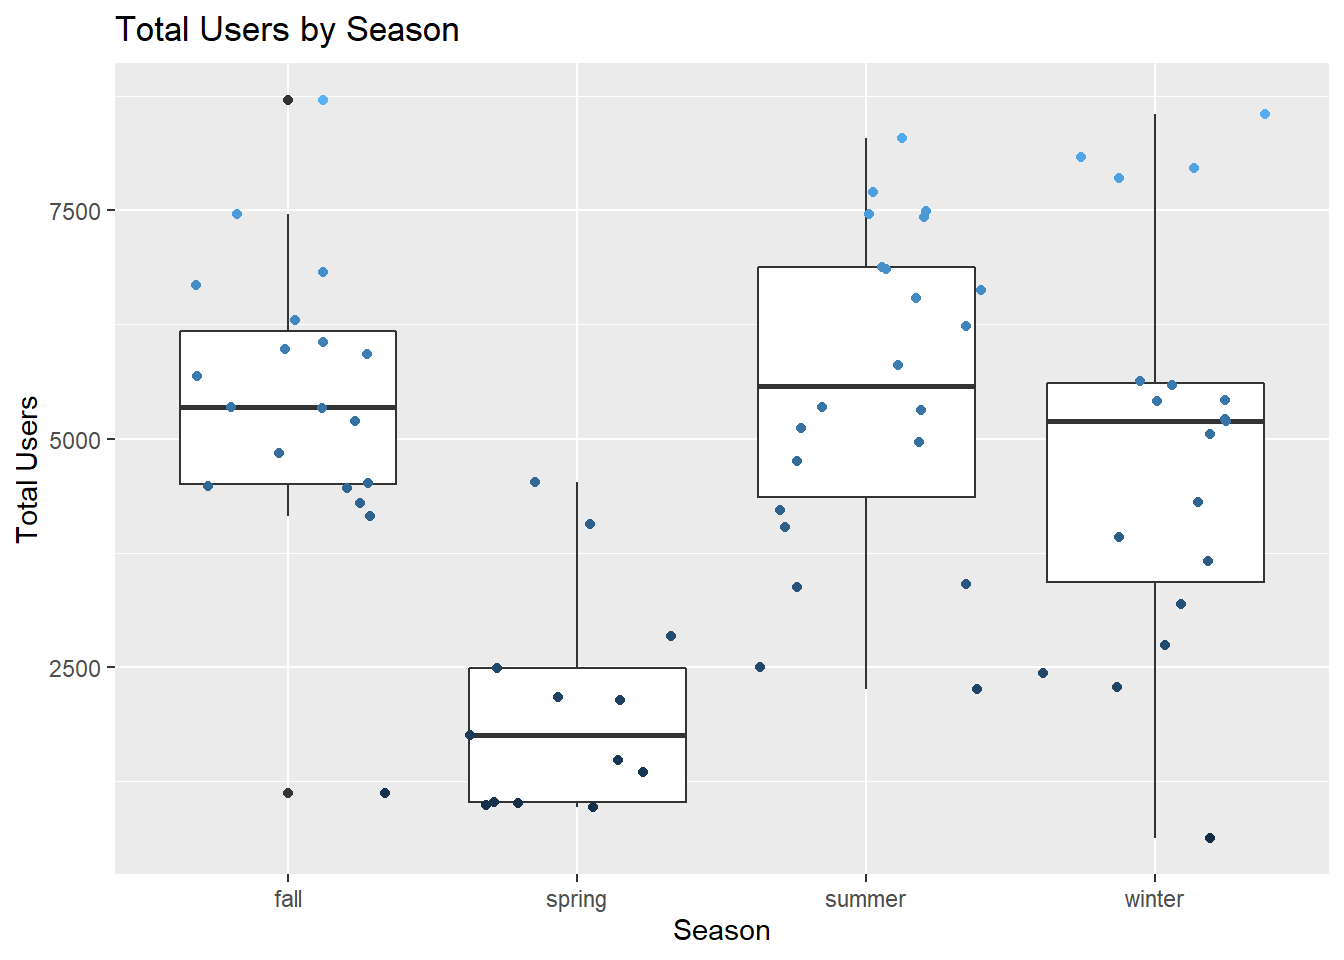 Total Users by Season
Total Users
7500
5000
2500
fall
spring
summer
winter
Season